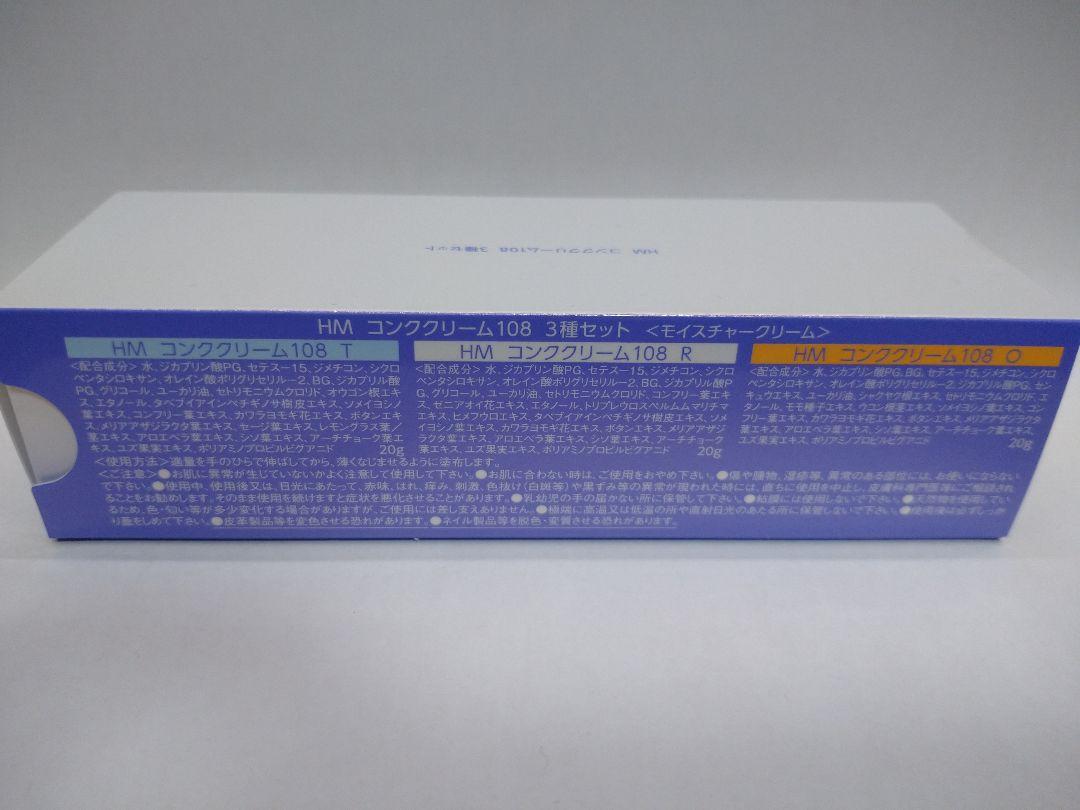 HM コンククリーム108 3種セット
HM コンククリーム108 3種セット <モイスチャークリーム>
HM コンククリーム108 T
<配合成分> 水、ジカプリン酸PG、セテス-15、ジメチコン、シクロ
ペンタシロキサン、オレイン酸ポリグリセリル-2、BG、ジカプリル酸
PG、グリコール、ユーカリ油、セトリモニウムクロリド、オウゴン根エキ
ス、エタノール、タベブイアインペチギノサ樹皮エキス、ソメイヨシノ
葉エキス、コンフリー葉エキス、カワラヨモギ花エキス、ボタンエキ
ス、メリアアザジラクタ葉エキス、セージ葉エキス、レモングラス葉/
茎エキス、アロエベラ葉エキス、シソ葉エキス、アーチチョーク葉エ
キス、ユズ果実エキス、ポリアミノプロピルビグアニド 20g
HM コンククリーム108 R
<配合成分> 水、ジカプリン酸PG、セテス-15、ジメチコン、シクロ
ペンタシロキサン、オレイン酸ポリグリセリル-2、BG、ジカプリル酸P
G、グリコール、ユーカリ油、セトリモニウムクロリド、コンフリー葉エキ
ス、ゼニアオイ花エキス、エタノール、トリプレウロスペルムムマリチマ
エキス、ヒメフウロエキス、タベブイアインペチギノサ樹皮エキス、ソメ
イヨシノ葉エキス、カワラヨモギ花エキス、ボタンエキス、メリアアザジ
ラクタ葉エキス、アロエベラ葉エキス、シソ葉エキス、アーチチョー
ク葉エキス、ユズ果実エキス、ポリアミノプロピルビグアニド 20g
HM コンククリーム108 O
<配合成分> 水、ジカプリン酸PG、BG、セテス-15、ジメチコン、シクロ
ペンタシロキサン、オレイン酸ポリグリセリル-2、ジカプリル酸PG、セン
キュウエキス、ユーカリ油、シャクヤク根エキス、セトリモニウムクロリド、エ
タノール、モモ種子エキス、ウコン根茎エキス、ソメイヨシノ葉エキス、コン
フリー葉エキス、カワラヨモギ花エキス、ボタンエキス、メリアアザジラクタ
葉エキス、アロエベラ葉エキス、シソ葉エキス、アーチチョーク葉エキ
ス、ユズ果実エキス、ポリアミノプロピルビグアニド 20g
<使用方法> 適量を手のひらで伸ばしてから、薄くなじませるように塗布します。
<ご注意> ●お肌に異常が生じていないかよく注意して使用して下さい。●お肌に合わない時は、ご使用をおやめ下さい。●傷や腫物、湿疹等、異常のある部位には、お使いにならない
で下さい。●使用中、使用後又は、日光にあたって、赤味、はれ、痒み、刺激、色抜け(白斑等)や黒ずみ等の異常が現われた時には、直ちに使用を中止し、皮膚科専門医等へご相談され
ることをお勧めします。そのまま使用を続けますと症状を悪化させることがあります。●乳幼児の手の届かない所に保管して下さい。●粘膜には使用しないで下さい。●天然物を使用してい
るため、色・匂い等が多少変化する場合がありますが、ご使用には差し支えありません。●極端に高温又は低温の所や直射日光のあたる所に保管しないで下さい。●使用後は必ずしっか
り蓋をしめて下さい。●皮革製品等を変色させる恐れがあります。●ネイル製品等を脱色・変質させる恐れがあります。